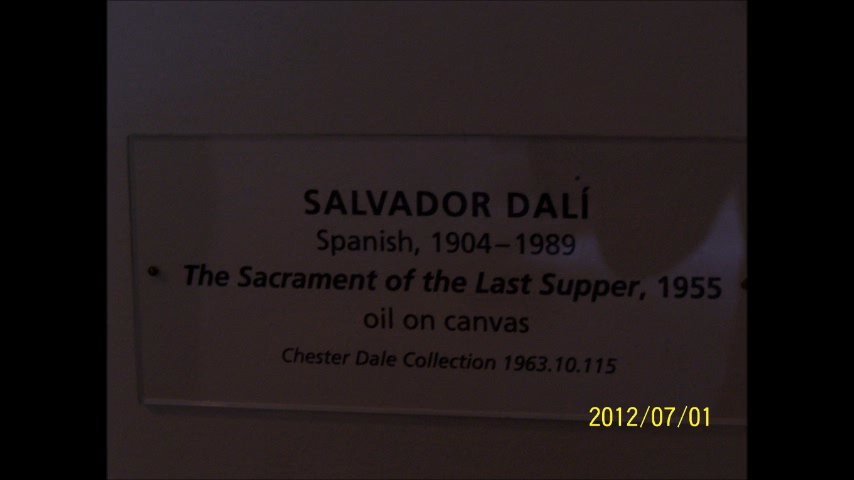 SALVADOR DALÍ
Spanish, 1904–1989
The Sacrament of the Last Supper, 1955
oil on canvas
Chester Dale Collection 1963.10.115
2012/07/01